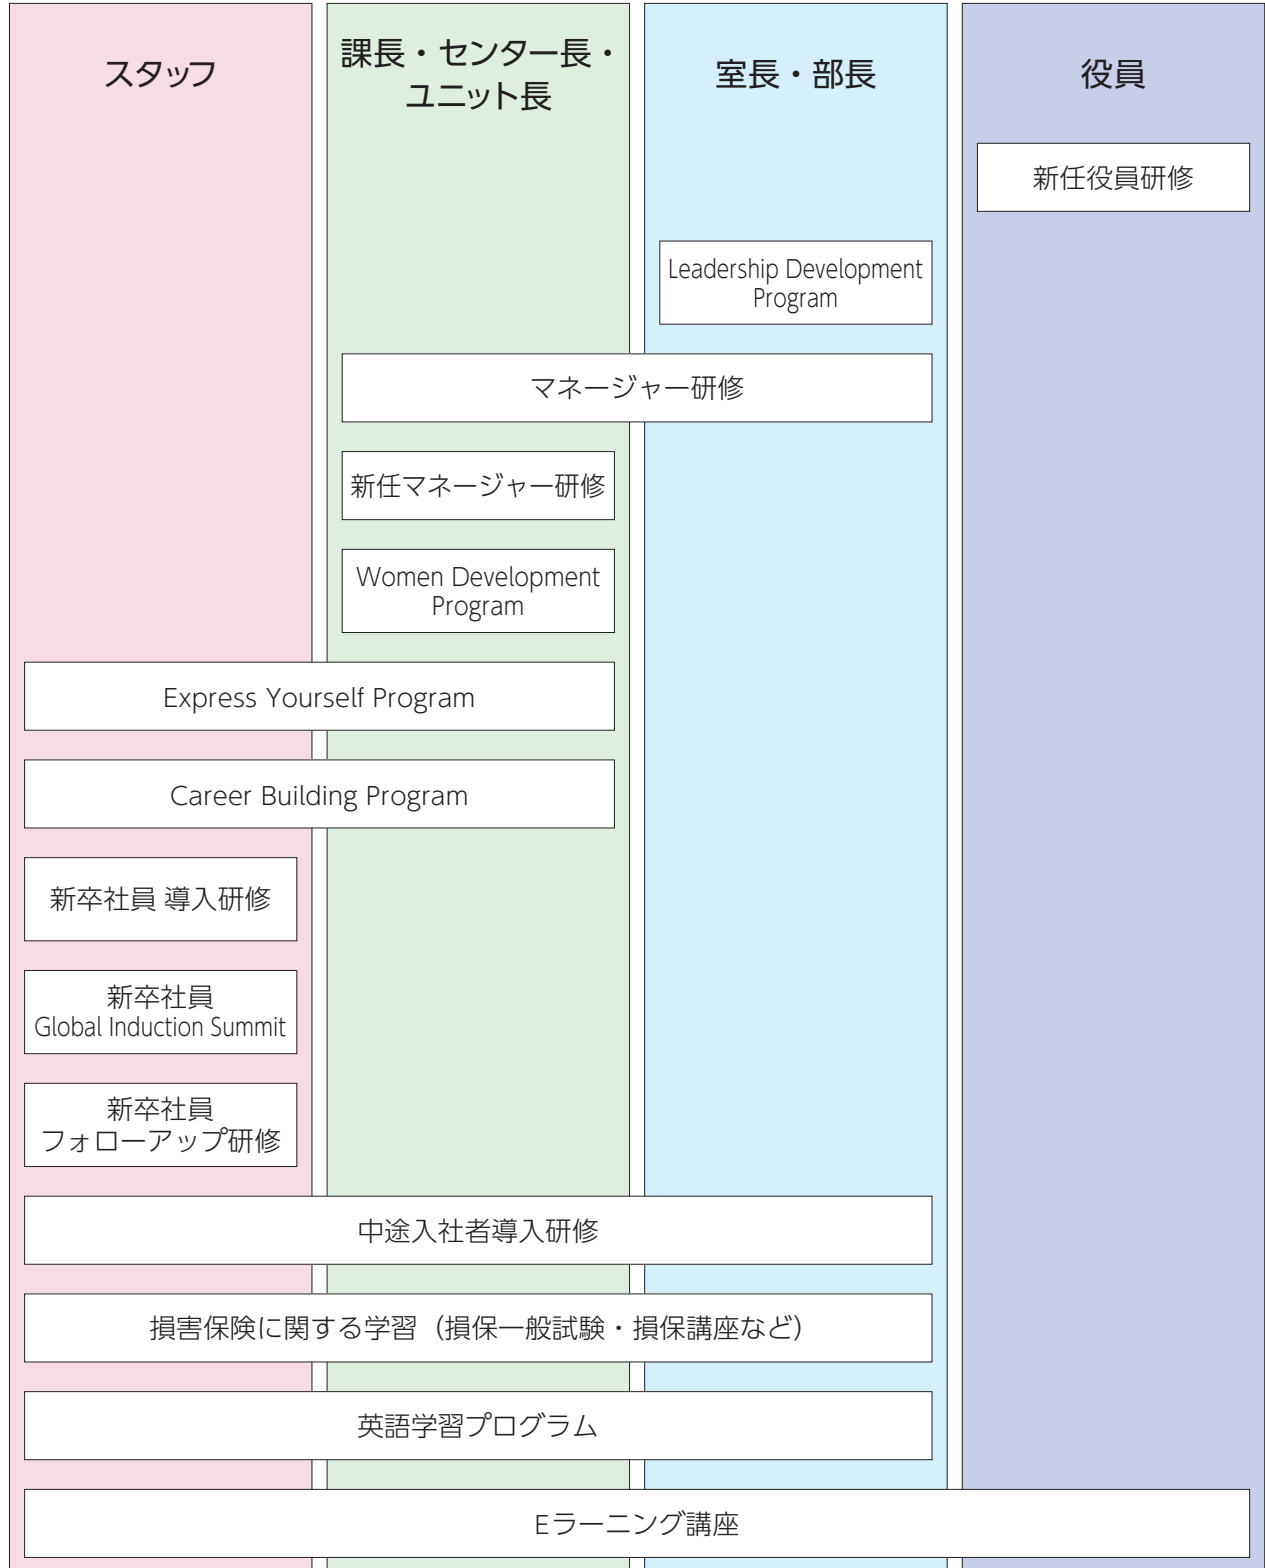 スタッフ
課長・センター長・
ユニット長
室長・部長
役員
新任役員研修
Leadership Development
Program
マネージャー研修
新任マネージャー研修
Women Development
Program
Express Yourself Program
Career Building Program
新卒社員 導入研修
新卒社員
Global Induction Summit
新卒社員
フォローアップ研修
中途入社者導入研修
損害保険に関する学習（損保一般試験・損保講座など）
英語学習プログラム
Eラーニング講座